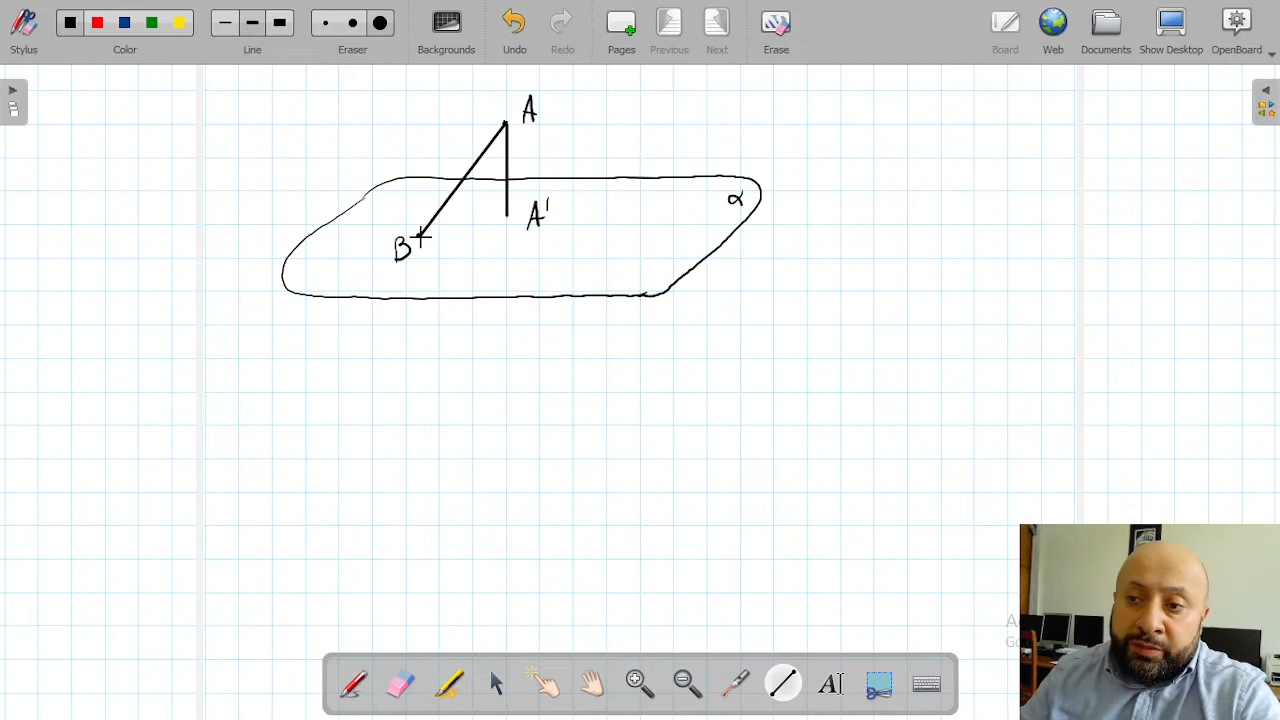 Stylus Color Line Eraser Backgrounds Undo Redo Pages Previous Next Erase Board Web Documents Show Desktop OpenBoard
A
α
A'
B